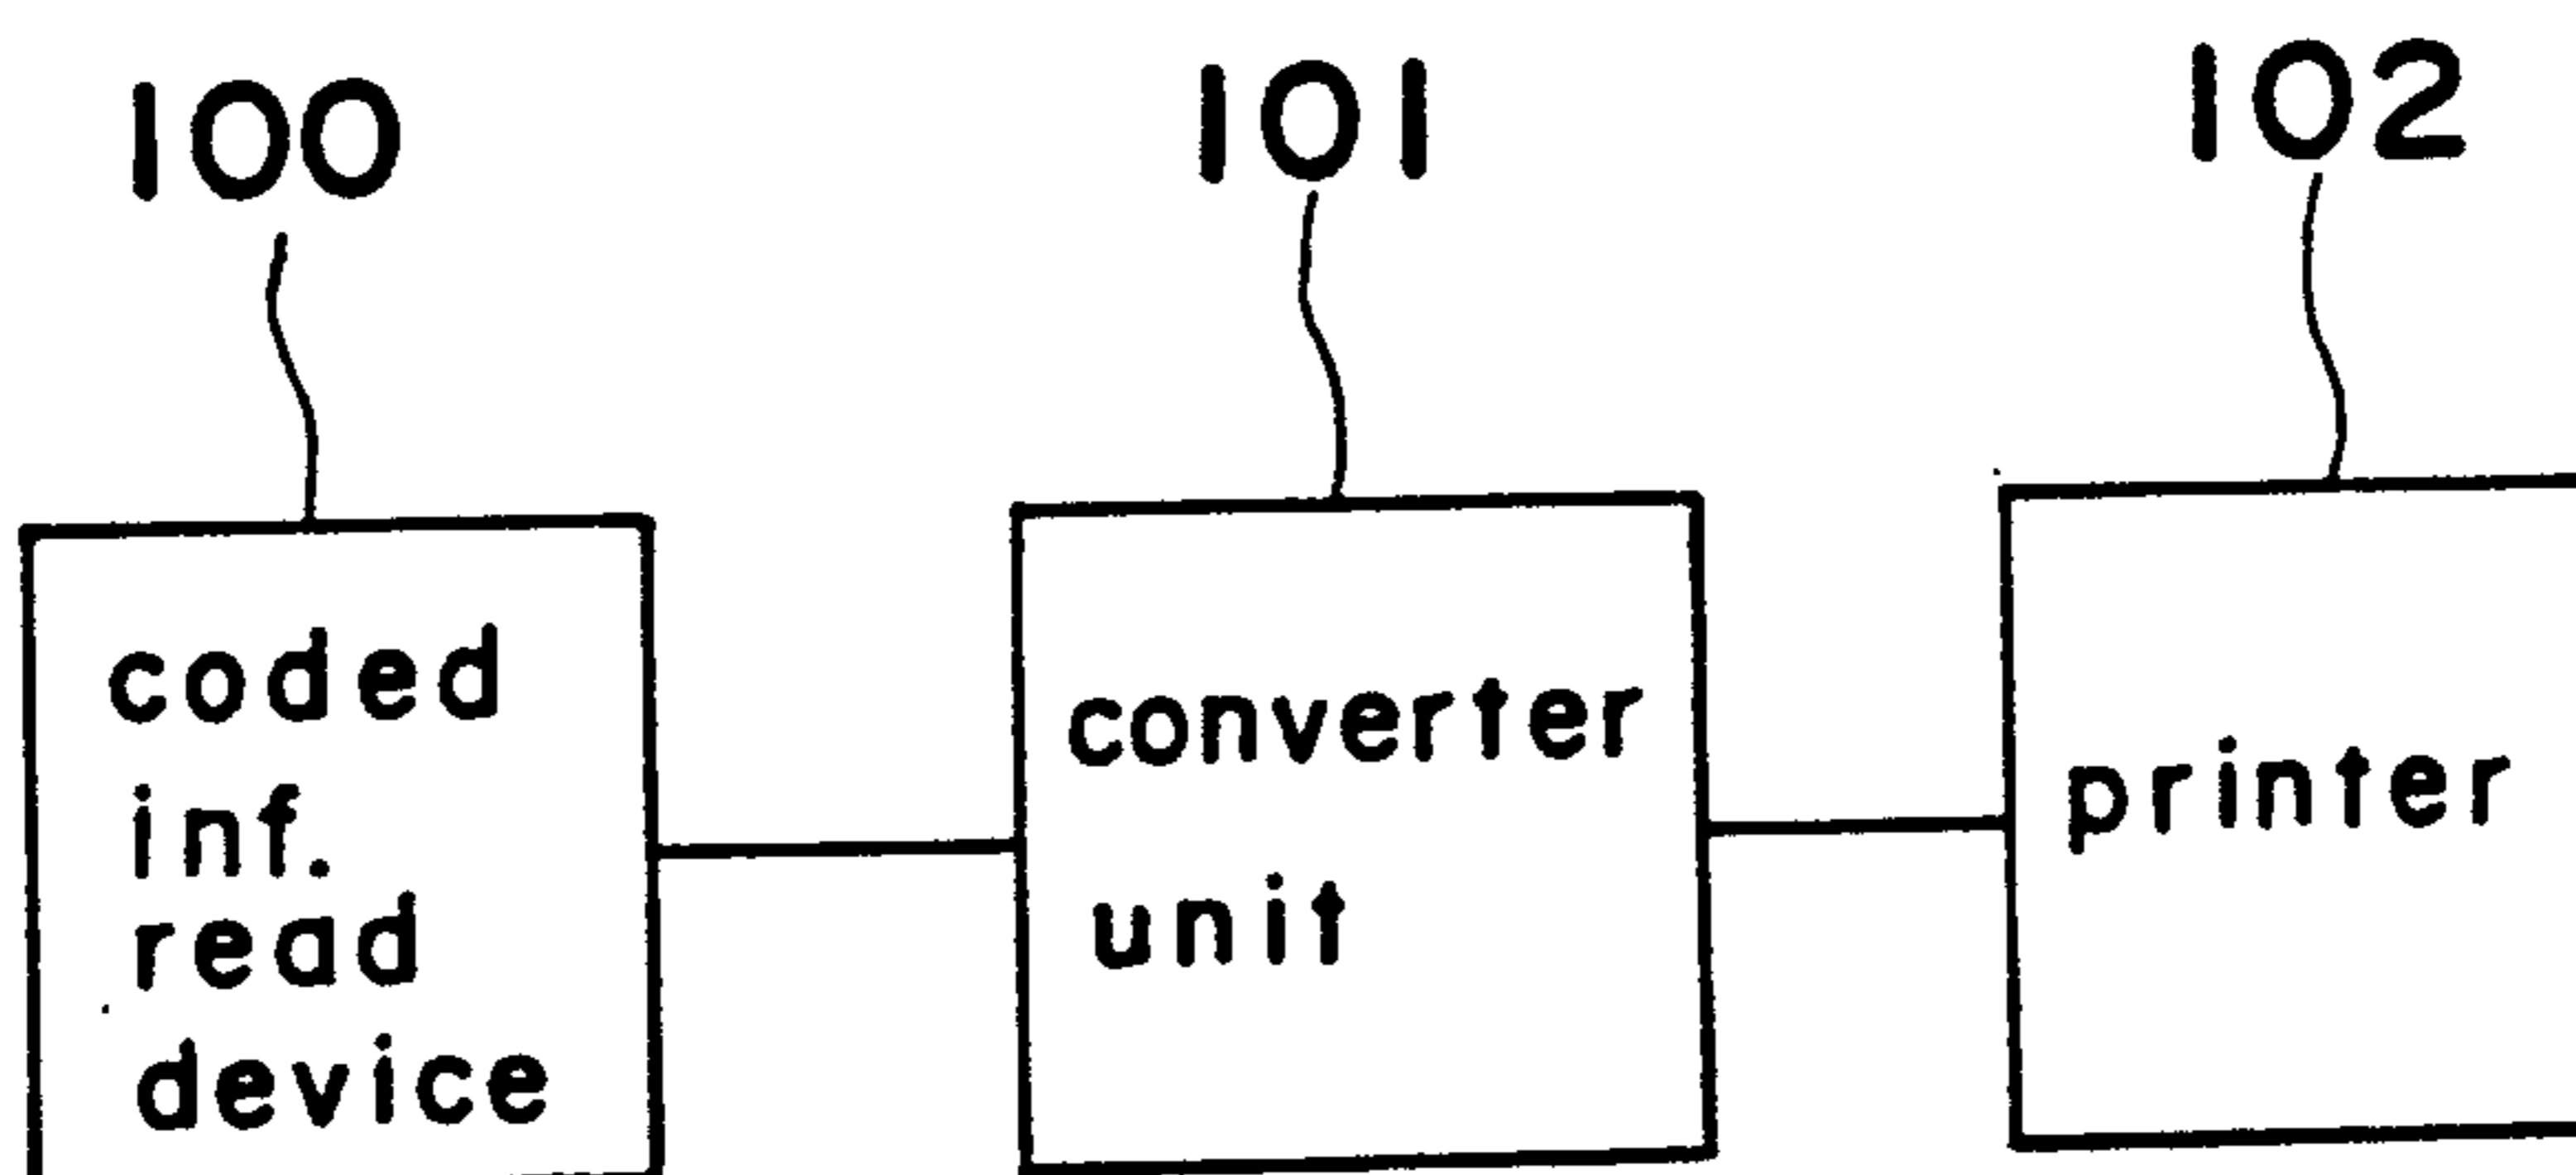 100
101
102
coded
inf.
read
device
converter
unit
printer